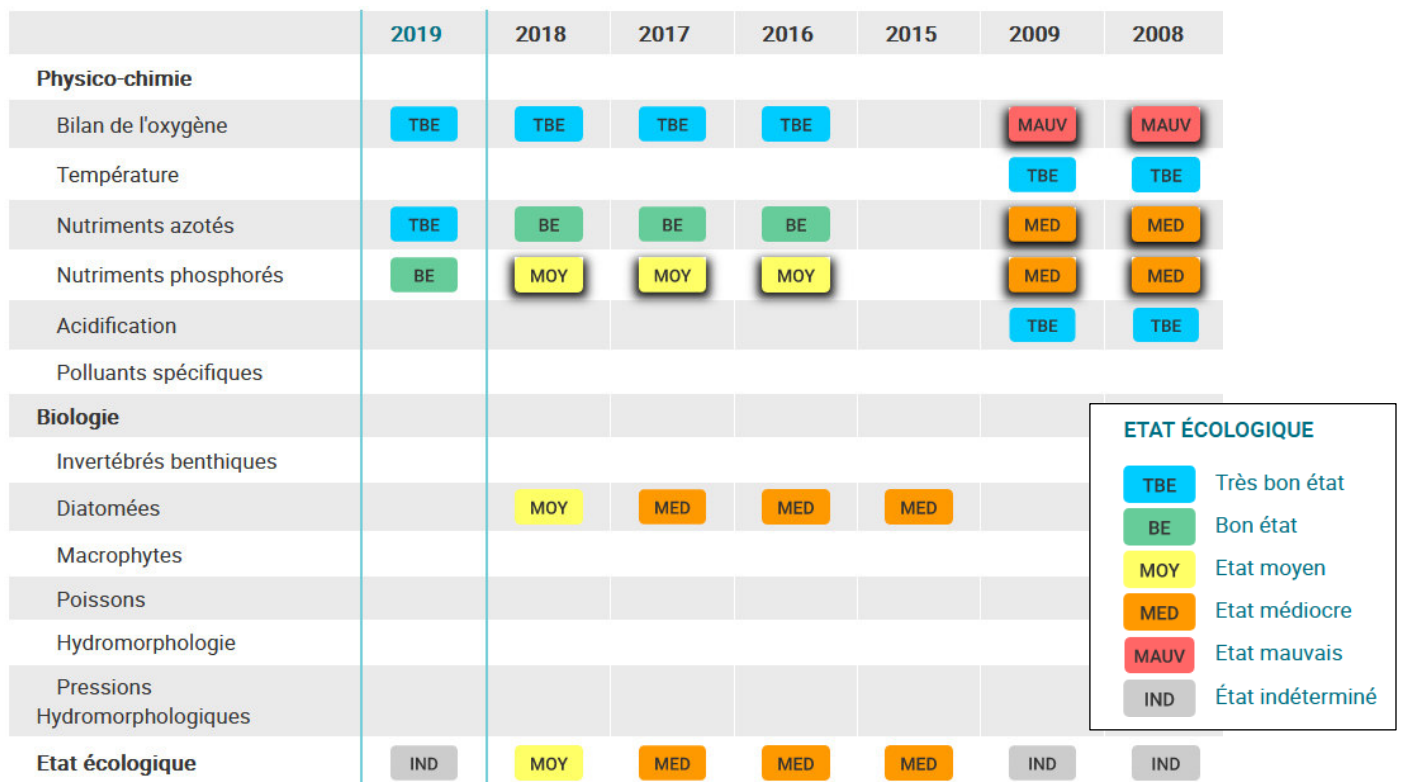 2019 2018 2017 2016 2015 2009 2008
Physico-chimie
Bilan de l'oxygène TBE TBE TBE TBE MAUV MAUV
Température TBE TBE
Nutriments azotés TBE BE BE BE MED MED
Nutriments phosphorés BE MOY MOY MOY MED MED
Acidification TBE TBE
Polluants spécifiques
Biologie
Invertébrés benthiques
Diatomées MOY MED MED MED
Macrophytes
Poissons
Hydromorphologie
Pressions
Hydromorphologiques
Etat écologique IND MOY MED MED MED IND IND
ETAT ÉCOLOGIQUE
TBE Très bon état
BE Bon état
MOY Etat moyen
MED Etat médiocre
MAUV Etat mauvais
IND État indéterminé